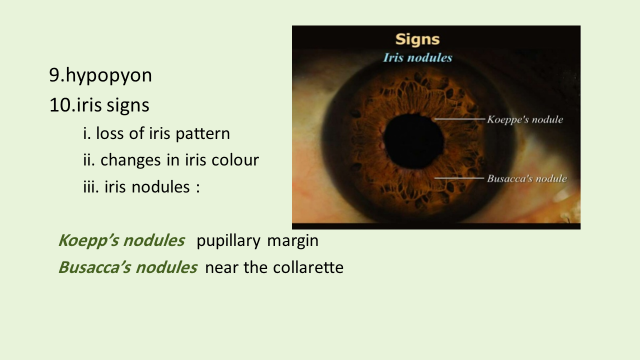 9.hypopyon
10.iris signs
i. loss of iris pattern
ii. changes in iris colour
iii. iris nodules :
Koepp's nodules pupillary margin
Busacca's nodules near the collarette
Signs
Iris nodules
Koeppe's nodule
Busacca's nodule